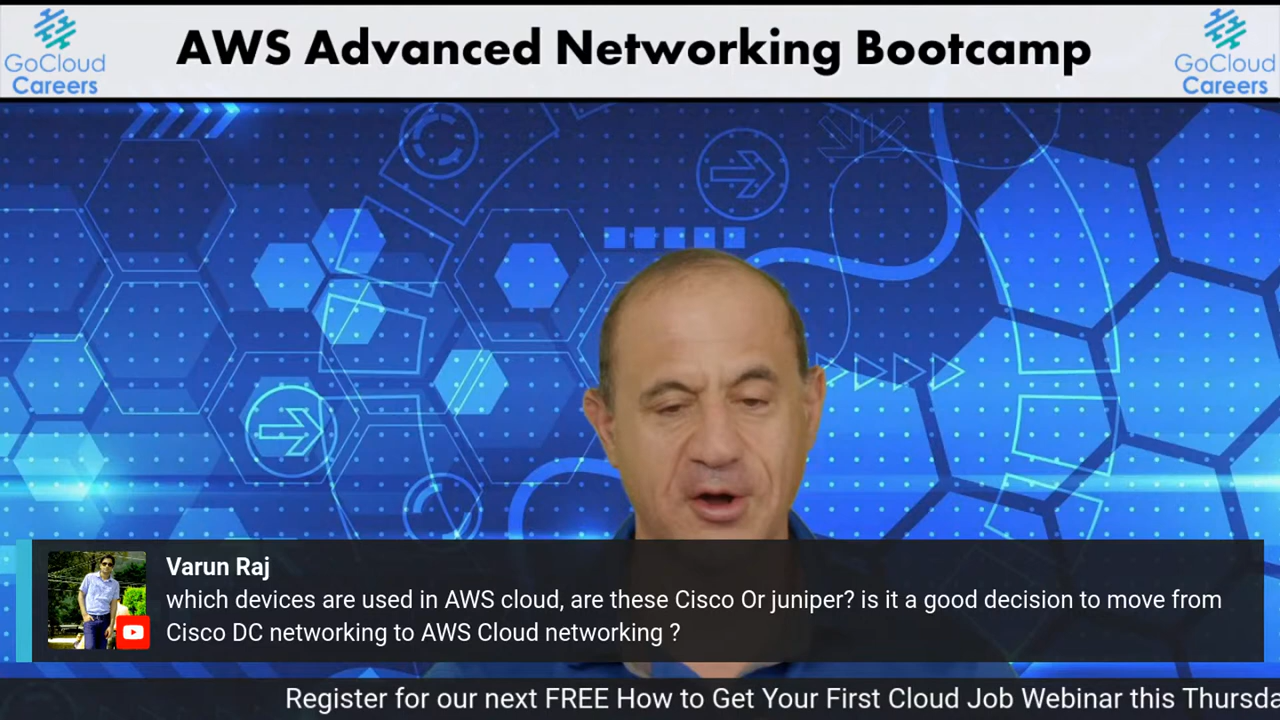 GoCloud
Careers
AWS Advanced Networking Bootcamp
GoCloud
Careers
Varun Raj
which devices are used in AWS cloud, are these Cisco Or juniper? is it a good decision to move from
Cisco DC networking to AWS Cloud networking ?
Register for our next FREE How to Get Your First Cloud Job Webinar this Thursda